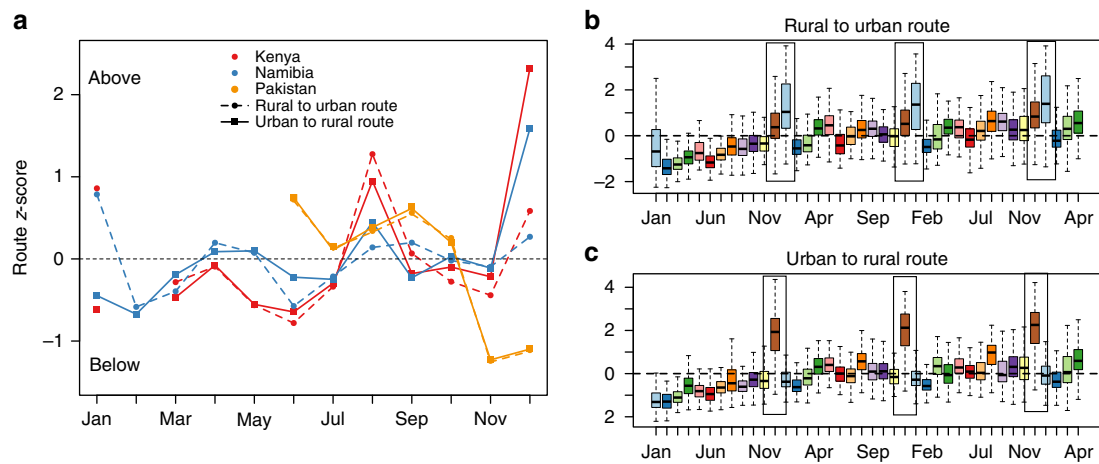 a
Above
Kenya
Namibia
Pakistan
Rural to urban route
Urban to rural route
Below
Route z-score
2
1
0
−1
Jan Mar May Jul Sep Nov
b
Rural to urban route
4
2
0
−2
Jan Jun Nov Apr Sep Feb Jul Nov Apr
c
Urban to rural route
4
2
0
2
Jan Jun Nov Apr Sep Feb Jul Nov Apr